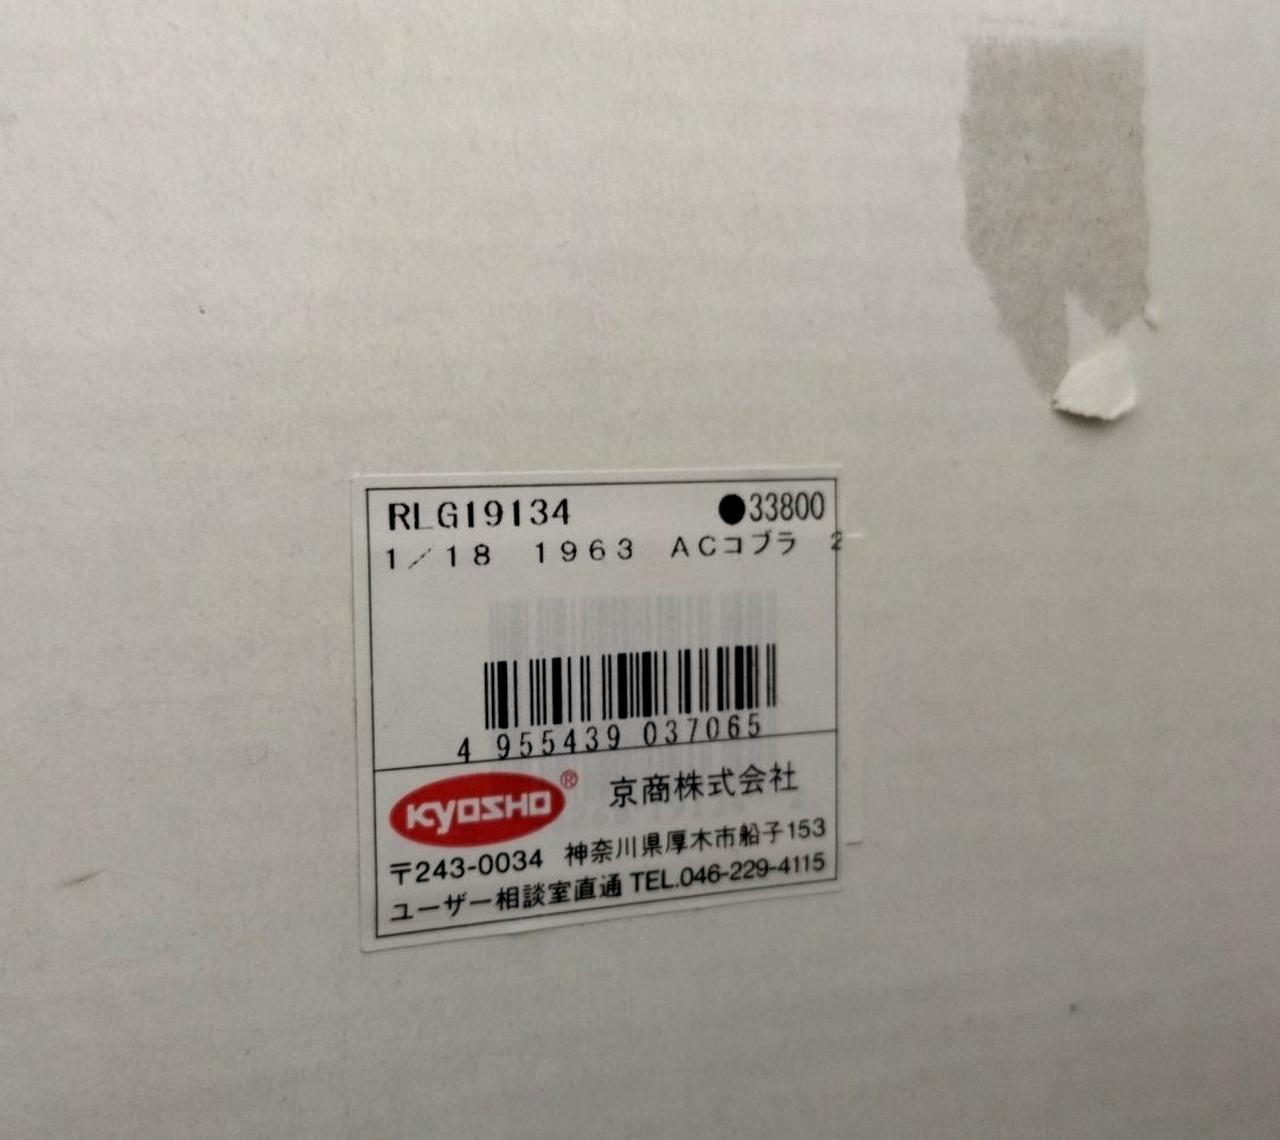 RLG19134 ●33800
1/18 1963 ACコブラ 2
4 955439 037065
KYOSHO® 京商株式会社
〒243-0034 神奈川県厚木市船子153
ユーザー相談室直通 TEL.046-229-4115